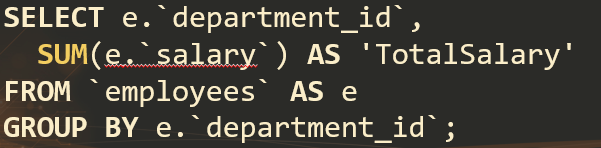 SELECT e.`department_id`,
  SUM(e.`salary`) AS 'TotalSalary'
FROM `employees` AS e
GROUP BY e.`department_id`;